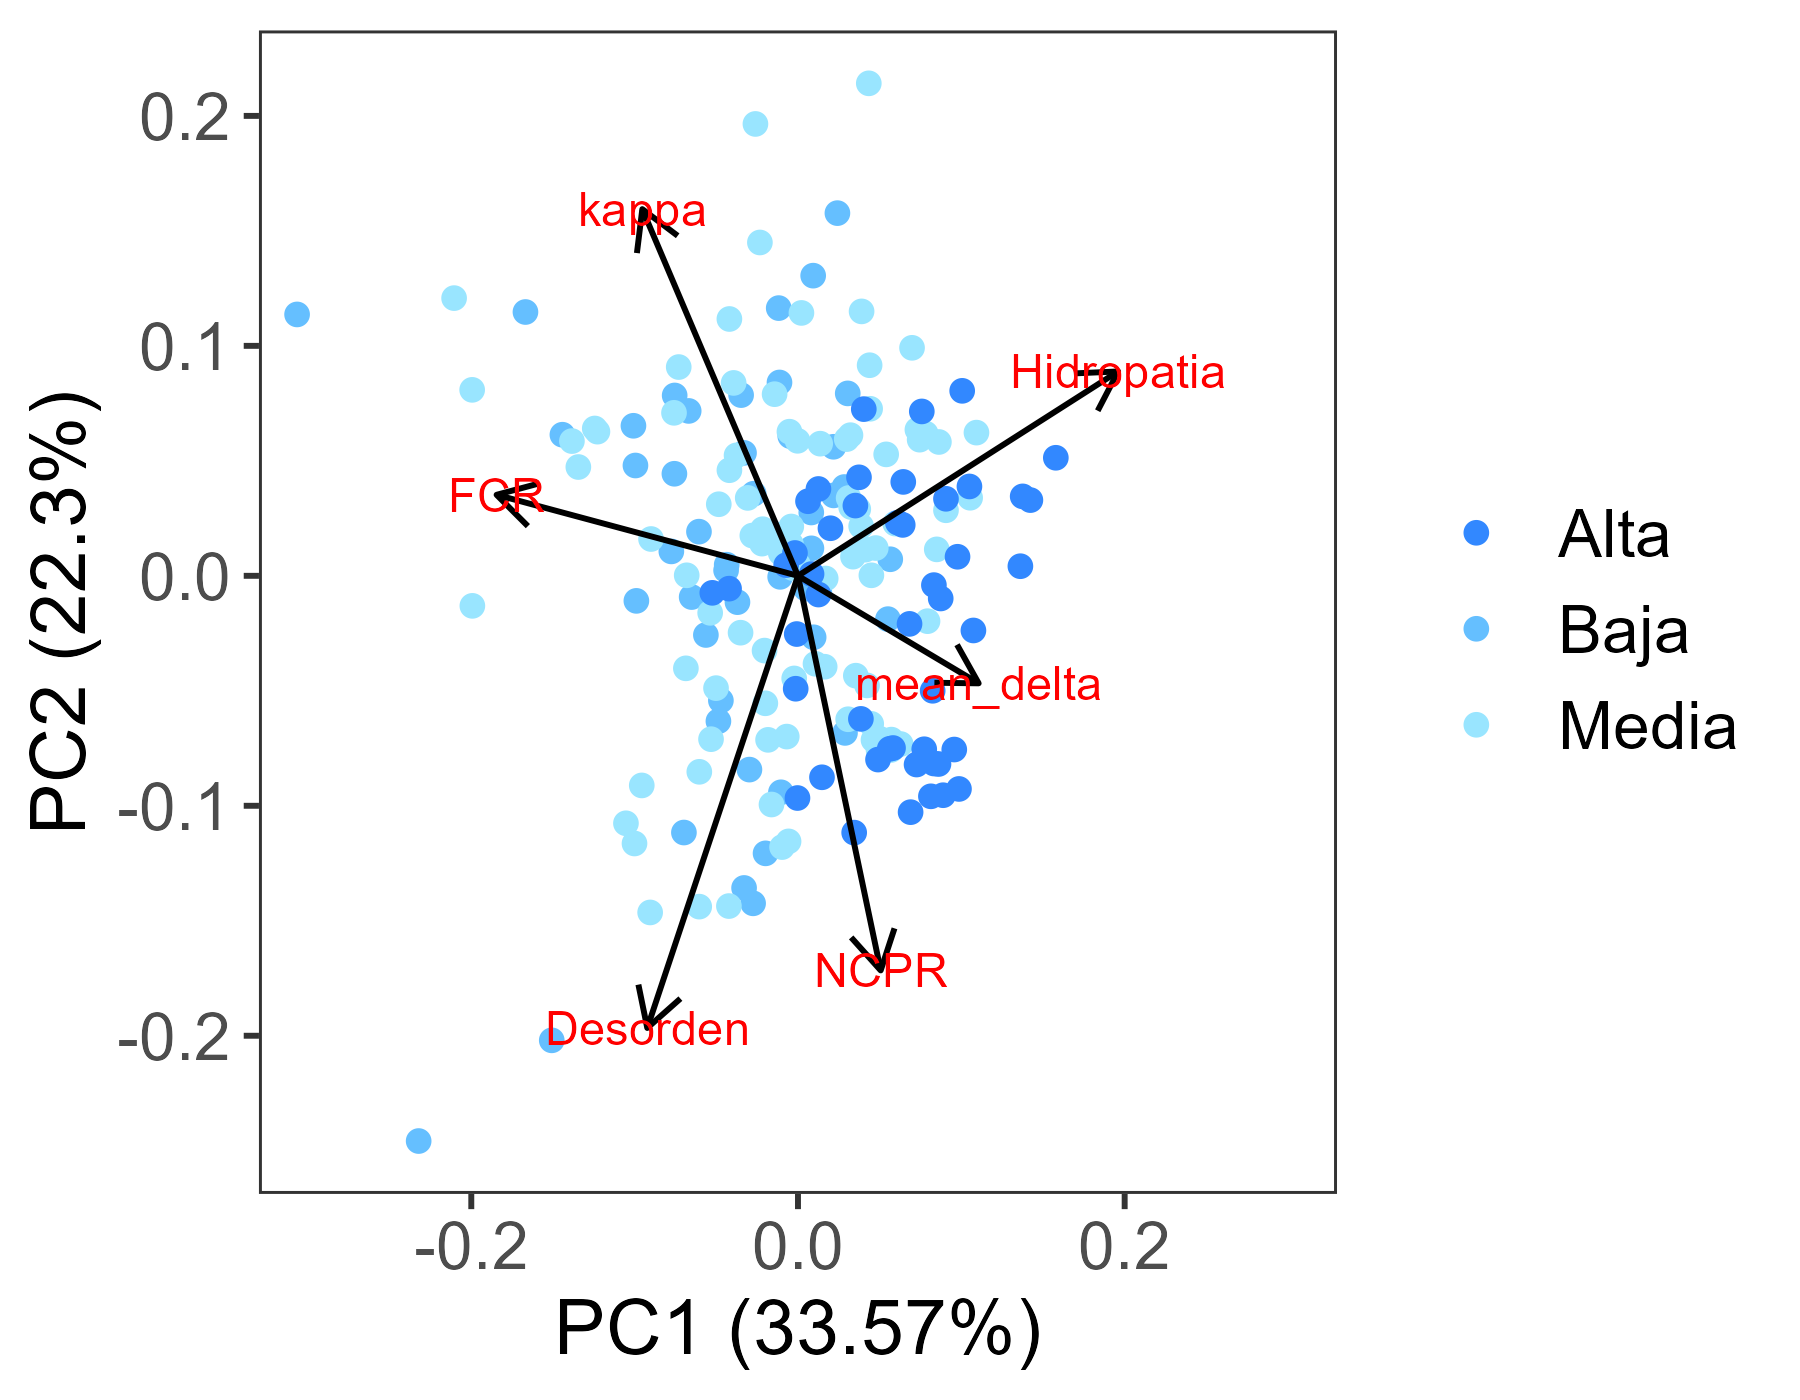 0.2
0.1
0.0
-0.1
-0.2
PC2 (22.3%)
kappa
Hidropatia
FCR
mean_delta
NCPR
Desorden
-0.2
0.0
0.2
PC1 (33.57%)
Alta
Baja
Media